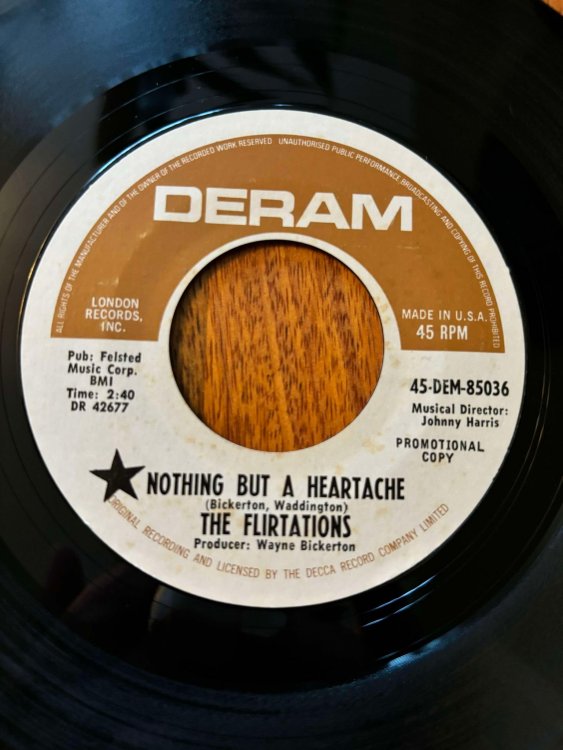 ALL RIGHTS OF THE MANUFACTURER AND OF THE OWNER OF THE RECORDED WORK RESERVED UNAUTHORISED PUBLIC PERFORMANCE, BROADCASTING AND COPYING OF THIS RECORD PROHIBITED
DERAM
LONDON
RECORDS,
INC.
MADE IN U.S.A.
45 RPM
Pub: Felsted
Music Corp.
BMI
Time: 2:40
DR 42677
45-DEM-85036
Musical Director:
Johnny Harris
PROMOTIONAL
COPY
NOTHING BUT A HEARTACHE
(Bickerton, Waddington)
THE FLIRTATIONS
Producer: Wayne Bickerton
ORIGINAL RECORDING AND LICENSED BY THE DECCA RECORD COMPANY LIMITED